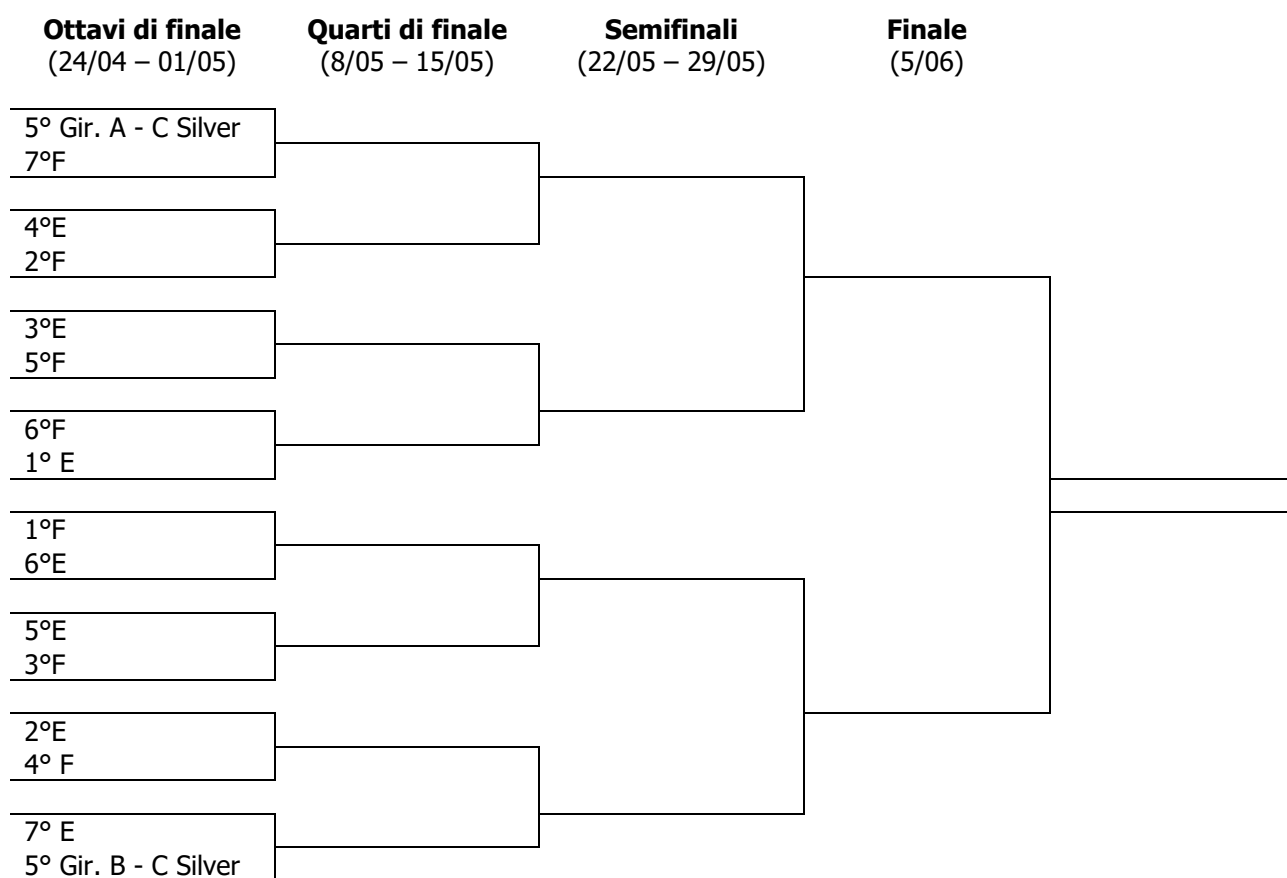 Ottavi di finale Quarti di finale Semifinali Finale
(24/04 – 01/05) (8/05 – 15/05) (22/05 – 29/05) (5/06)
5° Gir. A - C Silver
7°F
4°E
2°F
3°E
5°F
6°F
1° E
1°F
6°E
5°E
3°F
2°E
4° F
7° E
5° Gir. B - C Silver